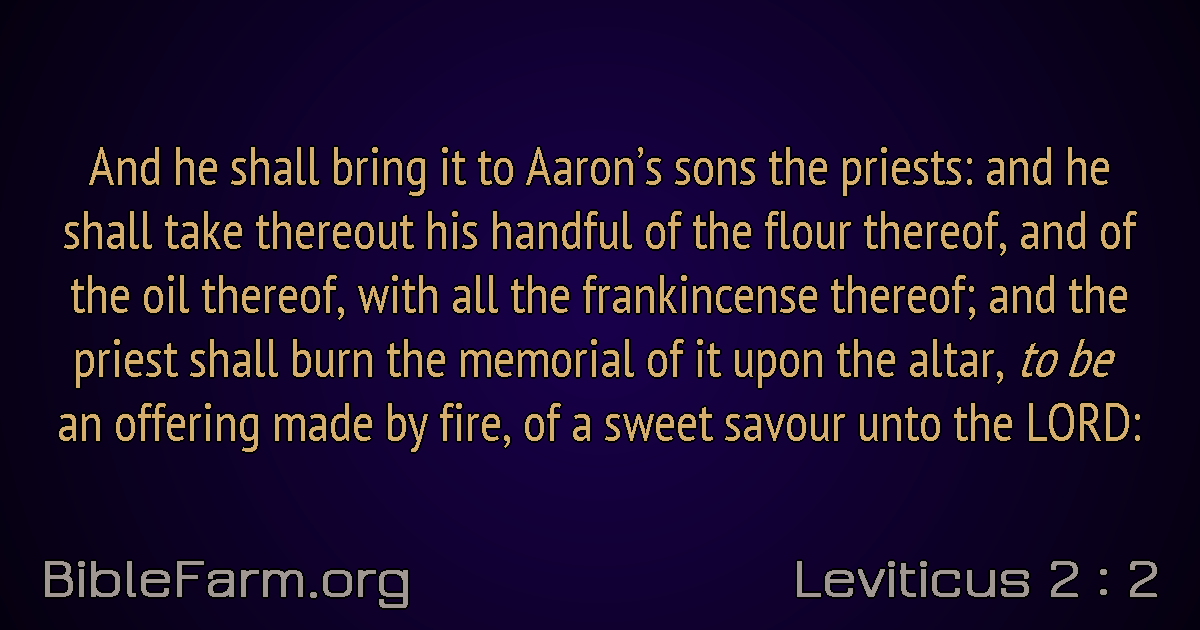 And he shall bring it to Aaron’s sons the priests: and he
shall take thereout his handful of the flour thereof, and of
the oil thereof, with all the frankincense thereof; and the
priest shall burn the memorial of it upon the altar, to be
an offering made by fire, of a sweet savour unto the LORD:
BibleFarm.org
Leviticus 2 : 2